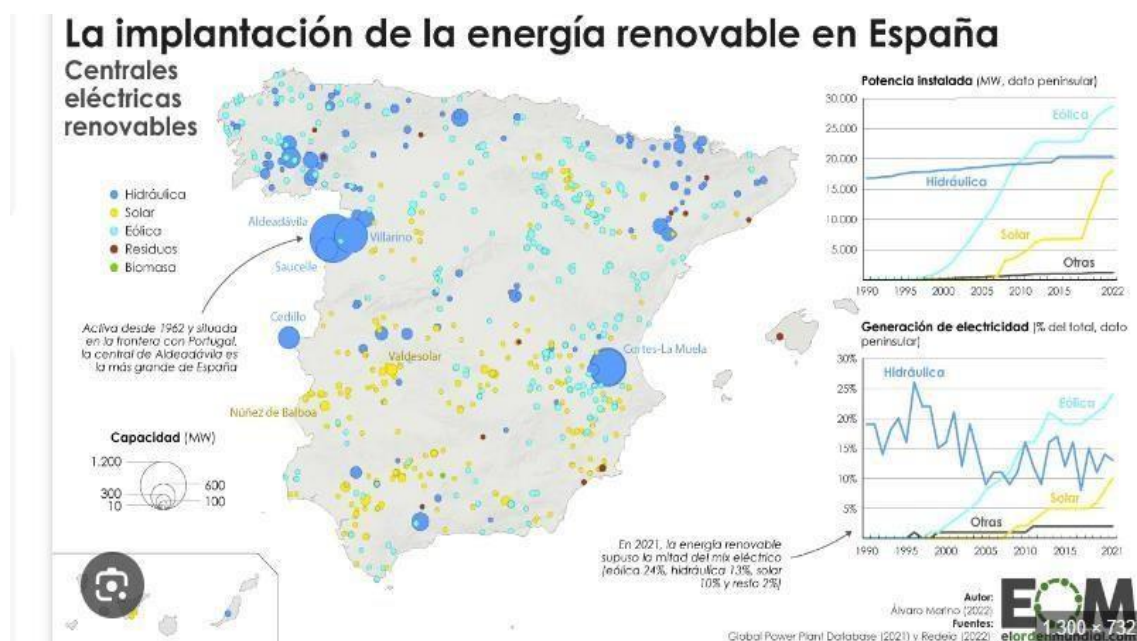 La implantación de la energía renovable en España
Centrales
eléctricas
renovables
Hidráulica
Solar
Eólica
Residuos
Biomasa
Aldeadávila
Villarino
Saucelle
Cedillo
Activa desde 1962 y situada
en la frontera con Portugal,
la central de Aldeadávila es
la más grande de España
Valdesolar
Cortes-La Muela
Núñez de Balboa
Capacidad (MW)
1.200
600
300
100
10
Potencia instalada (MW, dato peninsular)
30.000
25.000
20.000
15.000
10.000
5.000
Eólica
Hidráulica
Solar
Otras
1990 1995 2000 2005 2010 2015 2022
Generación de electricidad (% del total, dato
peninsular)
30%
25%
20%
15%
10%
5%
Hidráulica
Eólica
Solar
Otras
1990 1995 2000 2005 2010 2015 2021
En 2021, la energía renovable
supuso la mitad del mix eléctrico
(eólica 24%, hidráulica 13%, solar
10% y resto 2%)
Autor:
Álvaro Merino (2022)
Fuentes:
Global Power Plant Database (2021) y Redeia (2022)
EOM
elordenmundial.com
1.300 × 732